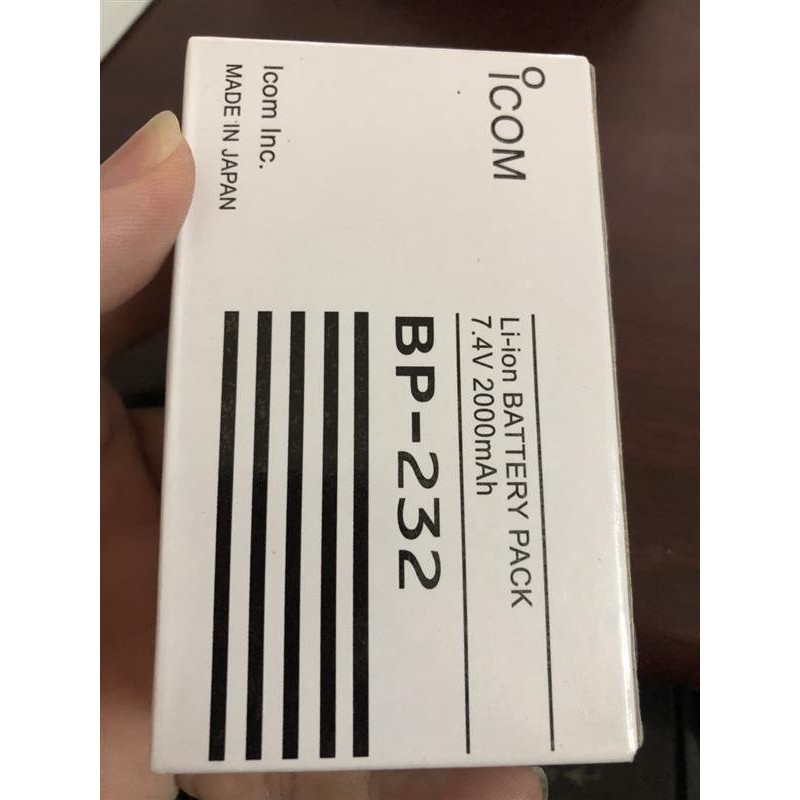 ICOM
Li-ion BATTERY PACK
7.4V 2000mAh
BP-232
Icom Inc.
MADE IN JAPAN